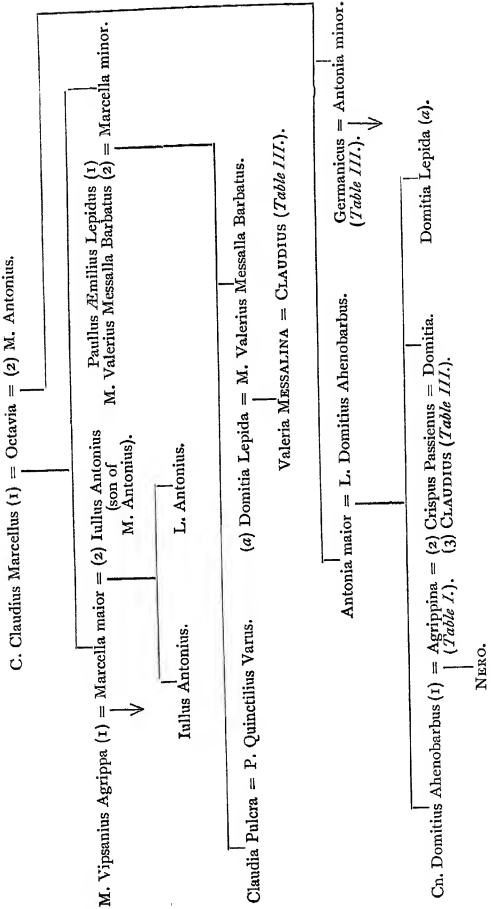 C. Claudius Marcellus (1) = Octavia = (2) M. Antonius.
M. Vipsanius Agrippa (1) = Marcella maior = (2) Iullus Antonius
(son of
M. Antonius).
Paullus Æmilius Lepidus (1)
M. Valerius Messalla Barbatus (2) = Marcella minor.
Iullus Antonius.
L. Antonius.
Claudia Pulcra = P. Quinctilius Varus.
(a) Domitia Lepida = M. Valerius Messalla Barbatus.
Valeria MESSALINA = CLAUDIUS (Table III.).
Antonia maior = L. Domitius Ahenobarbus.
Germanicus = Antonia minor.
(Table III.).
Cn. Domitius Ahenobarbus (1) = Agrippina = (2) Crispus Passienus = Domitia.
(Table I.). (3) CLAUDIUS (Table III.).
Domitia Lepida (a).
NERO.